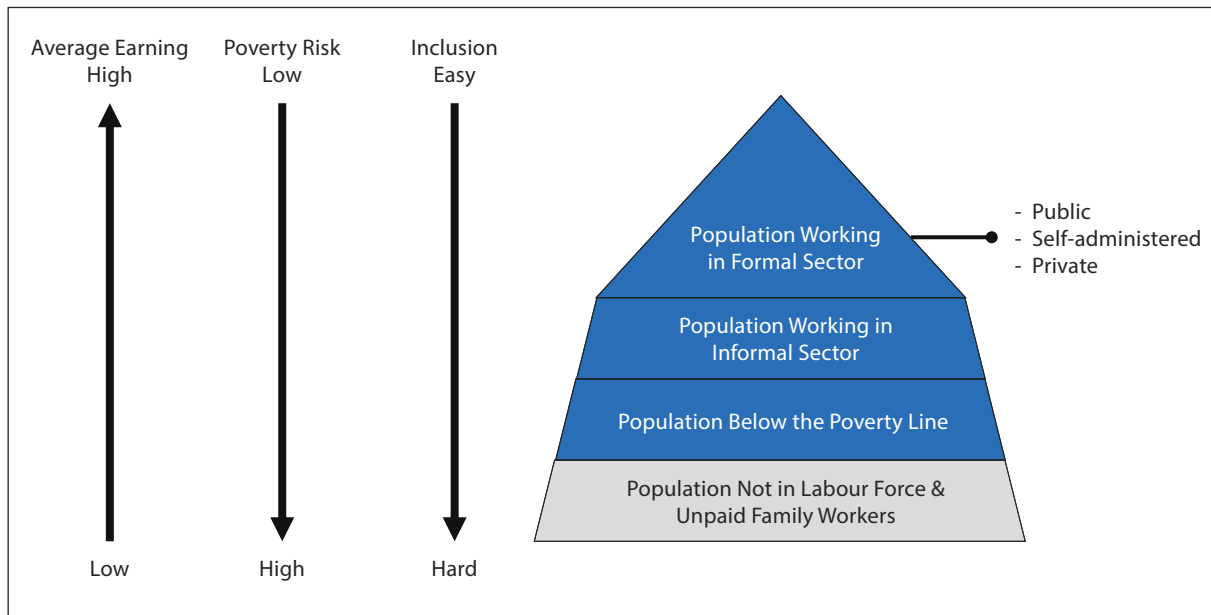 Average Earning
High
Poverty Risk
Low
Inclusion
Easy
Population Working
in Formal Sector
- Public
- Self-administered
- Private
Population Working in
Informal Sector
Population Below the Poverty Line
Population Not in Labour Force &
Unpaid Family Workers
Low
High
Hard